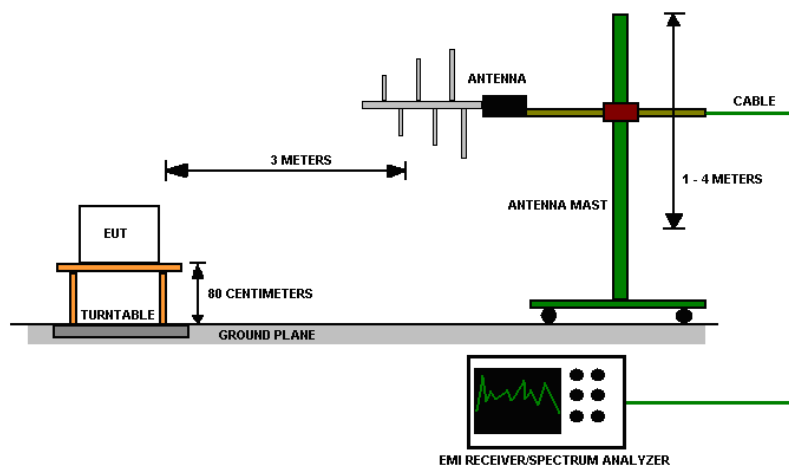 ANTENNA
CABLE
3 METERS
1 - 4 METERS
ANTENNA MAST
EUT
80 CENTIMETERS
TURNTABLE
GROUND PLANE
EMI RECEIVER/SPECTRUM ANALYZER